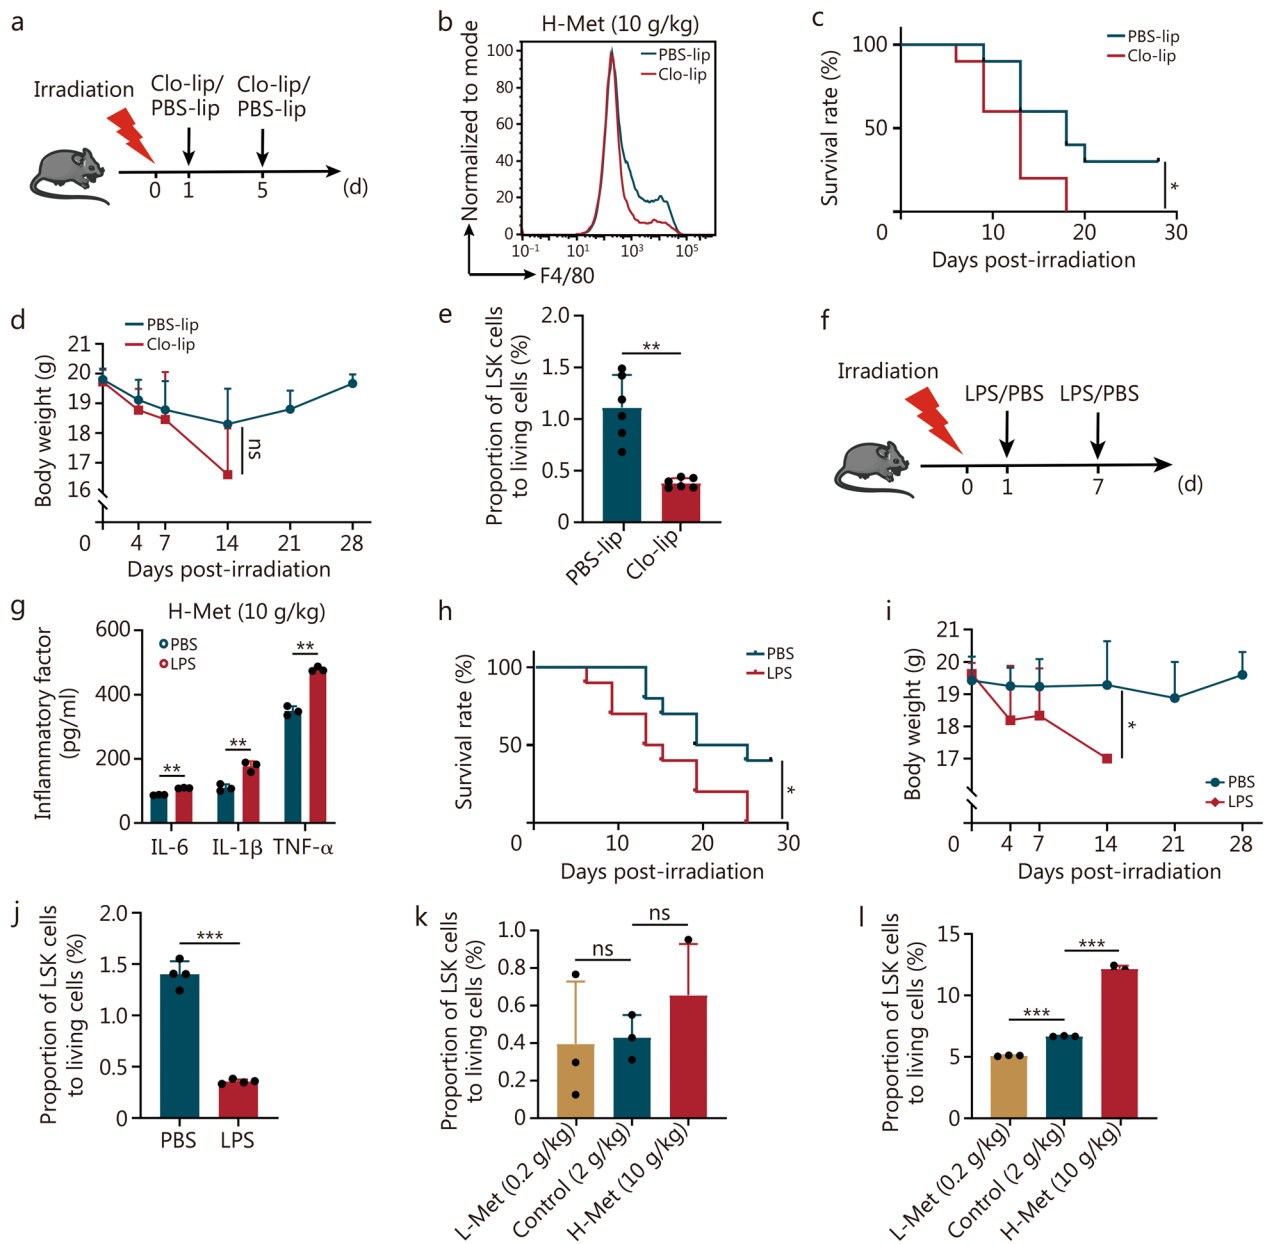 a
Irradiation
Clo-lip/
PBS-lip
Clo-lip/
PBS-lip
0 1 5 (d)
b
H-Met (10 g/kg)
Normalized to mode
100
80
60
40
20
0
PBS-lip
Clo-lip
10⁻¹ 10¹ 10³ 10⁵
F4/80
c
Survival rate (%)
100
50
PBS-lip
Clo-lip
*
0 10 20 30
Days post-irradiation
d
Body weight (g)
PBS-lip
Clo-lip
21
20
19
18
17
16
ns
0 4 7 14 21 28
Days post-irradiation
e
Proportion of LSK cells
to living cells (%)
2.0
1.5
1.0
0.5
0
**
PBS-lip
Clo-lip
f
Irradiation
LPS/PBS LPS/PBS
0 1 7 (d)
g
H-Met (10 g/kg)
Inflammatory factor
(pg/ml)
600
400
200
0
PBS
LPS
** ** **
IL-6 IL-1β TNF-α
h
Survival rate (%)
100
50
PBS
LPS
*
0 10 20 30
Days post-irradiation
i
Body weight (g)
21
20
19
18
17
*
PBS
LPS
0 4 7 14 21 28
Days post-irradiation
j
Proportion of LSK cells
to living cells (%)
2.0
1.5
1.0
0.5
0
***
PBS LPS
k
Proportion of LSK cells
to living cells (%)
1.0
0.8
0.6
0.4
0.2
0
ns
ns
L-Met (0.2 g/kg)
Control (2 g/kg)
H-Met (10 g/kg)
l
Proportion of LSK cells
to living cells (%)
15
10
5
0
***
***
L-Met (0.2 g/kg)
Control (2 g/kg)
H-Met (10 g/kg)